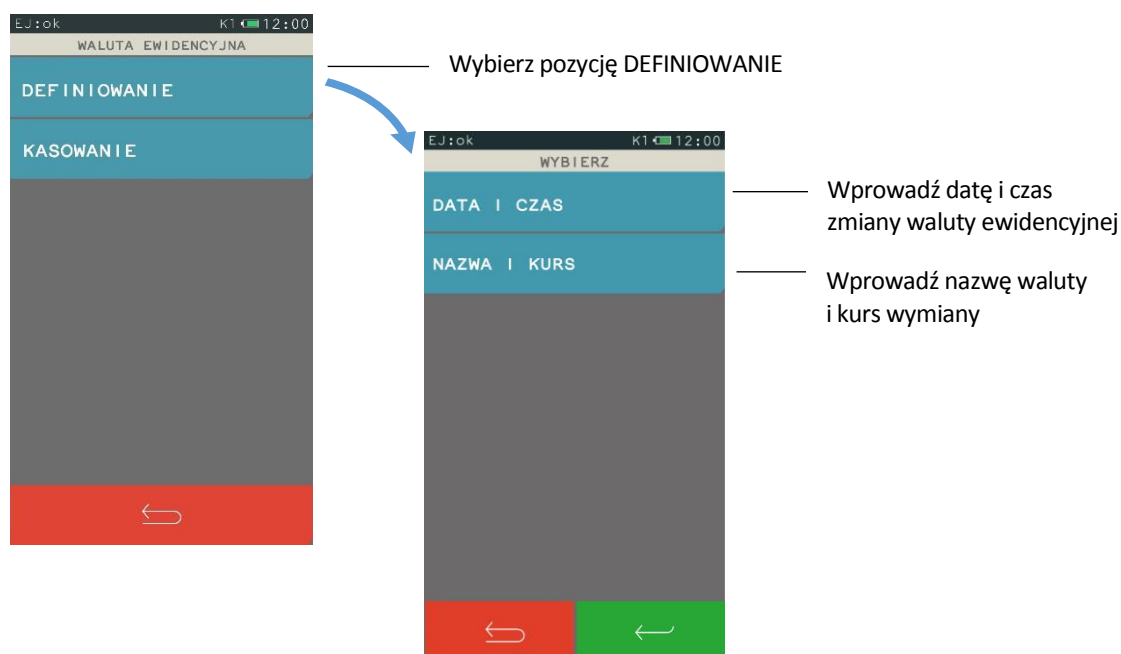 EJ:ok K1 12:00
WALUTA EWIDENCYJNA
DEFINIOWANIE
KASOWANIE
Wybierz pozycję DEFINIOWANIE
EJ:ok K1 12:00
WYBIERZ
DATA I CZAS
NAZWA I KURS
Wprowadź datę i czas
zmiany waluty ewidencyjnej
Wprowadź nazwę waluty
i kurs wymiany